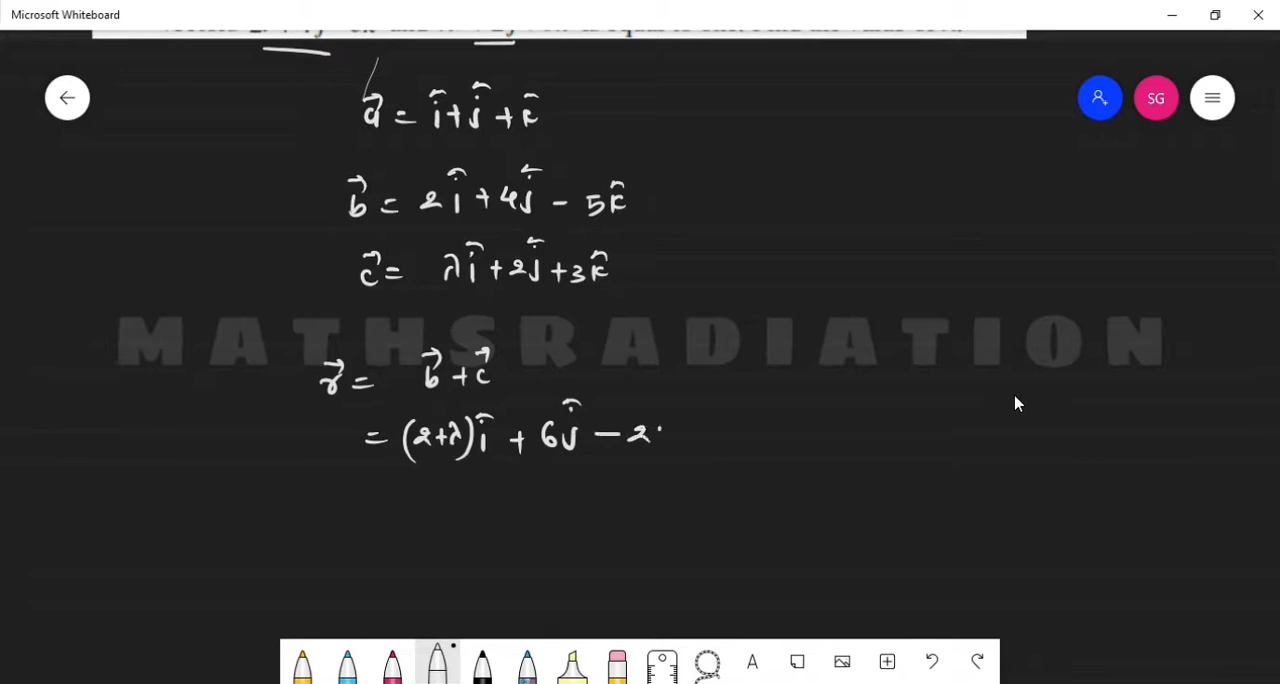 Microsoft Whiteboard
SG
a⃗ = î + ĵ + k̂
b⃗ = 2î + 4ĵ - 5k̂
c⃗ = λî + 2ĵ + 3k̂
MATHSRADIATION
r⃗ = b⃗ + c⃗
= (2+λ)î + 6ĵ - 2
A